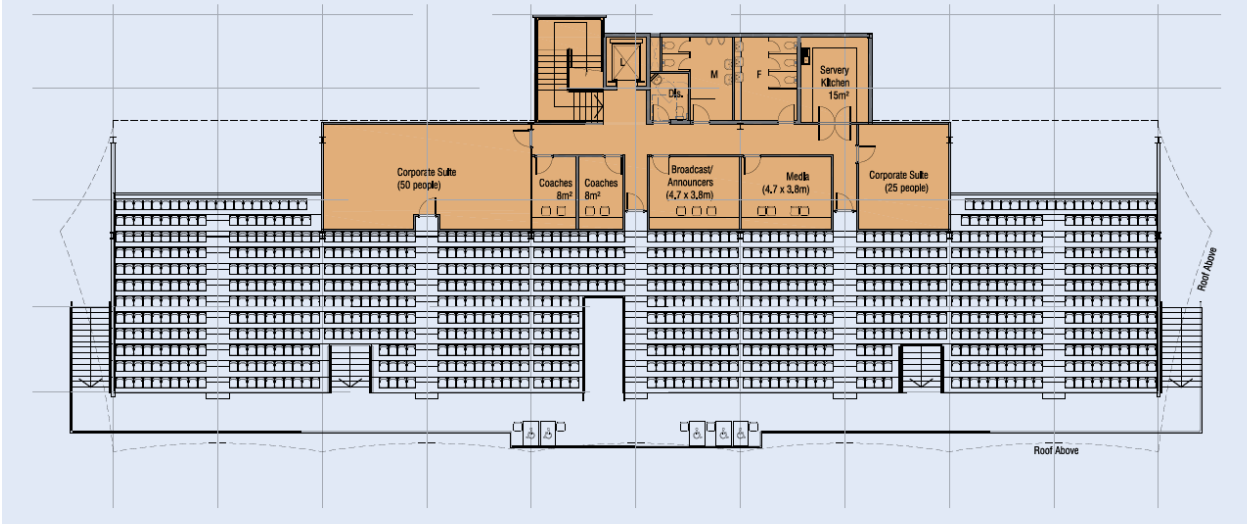 L
M
F
Dis.
Servery
Kitchen
15m²
Corporate Suite
(50 people)
Coaches
8m²
Coaches
8m²
Broadcast/
Announcers
(4.7 x 3.8m)
Media
(4.7 x 3.8m)
Corporate Suite
(25 people)
Roof Above
Roof Above